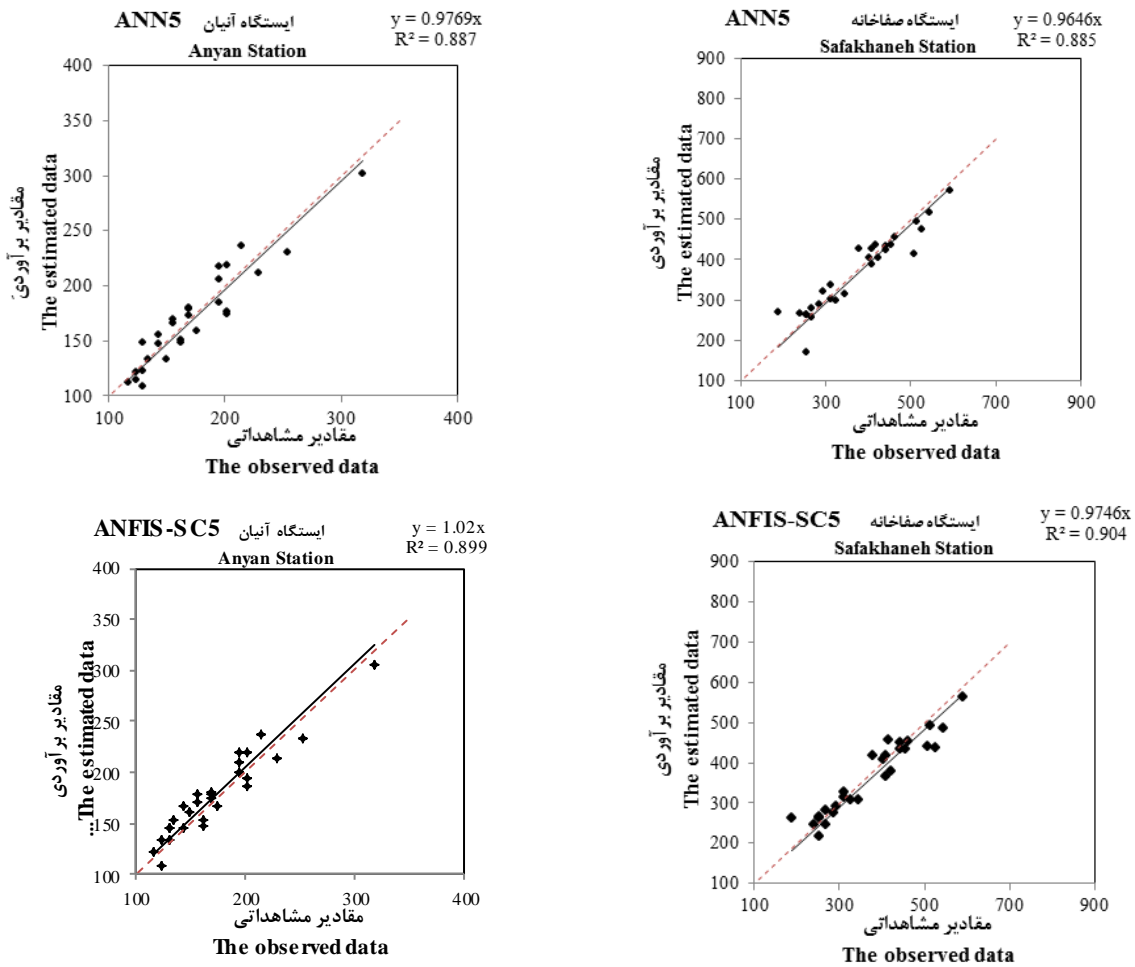 ANN5 ایستگاه آنیان y = 0.9769x
Anyan Station R² = 0.887
400
350
300
250
200
150
100
100 200 300 400
مقادیر برآوردی
The estimated data
مقادیر مشاهداتی
The observed data
ANN5 ایستگاه صفاخانه y = 0.9646x
Safakhaneh Station R² = 0.885
900
800
700
600
500
400
300
200
100
100 300 500 700 900
مقادیر برآوردی
The estimated data
مقادیر مشاهداتی
The observed data
ANFIS-SC5 ایستگاه آنیان y = 1.02x
Anyan Station R² = 0.899
400
350
300
250
200
150
100
100 200 300 400
مقادیر برآوردی
The estimated data...
مقادیر مشاهداتی
The observed data
ANFIS-SC5 ایستگاه صفاخانه y = 0.9746x
Safakhaneh Station R² = 0.904
900
800
700
600
500
400
300
200
100
100 300 500 700 900
مقادیر برآوردی
The estimated data
مقادیر مشاهداتی
The observed data